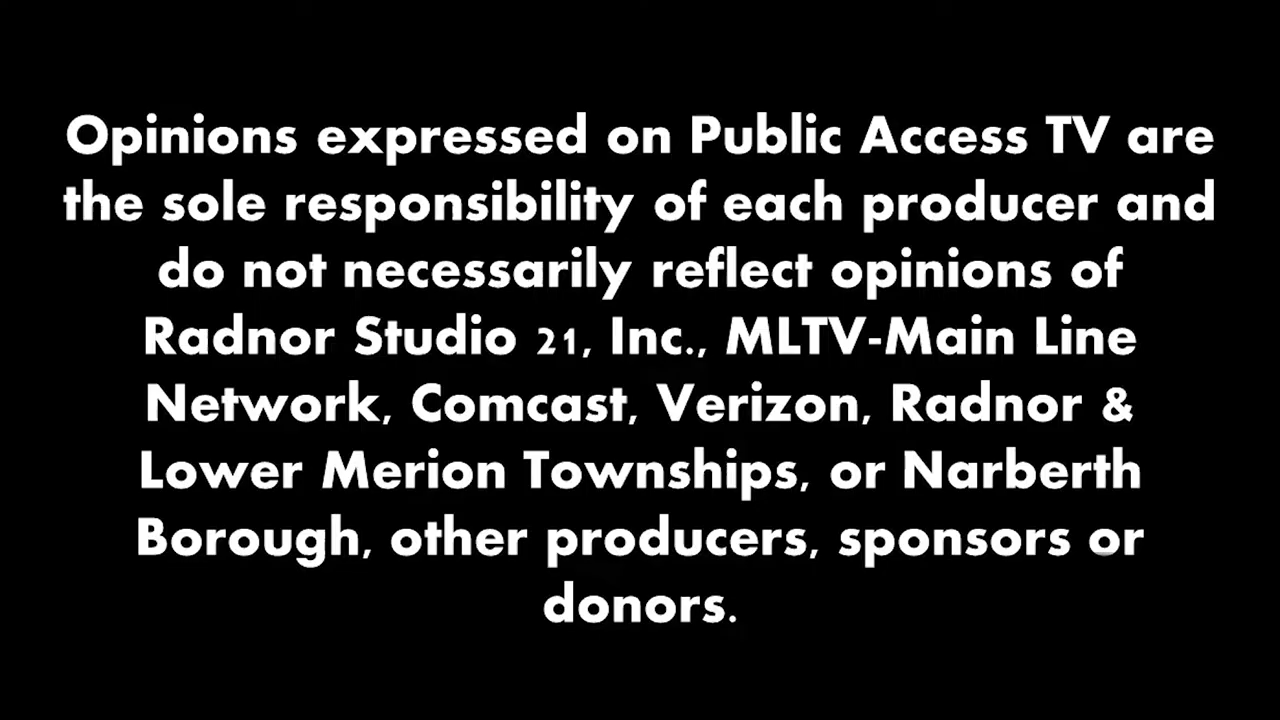 Opinions expressed on Public Access TV are
the sole responsibility of each producer and
do not necessarily reflect opinions of
Radnor Studio 21, Inc., MLTV-Main Line
Network, Comcast, Verizon, Radnor &
Lower Merion Townships, or Narberth
Borough, other producers, sponsors or
donors.